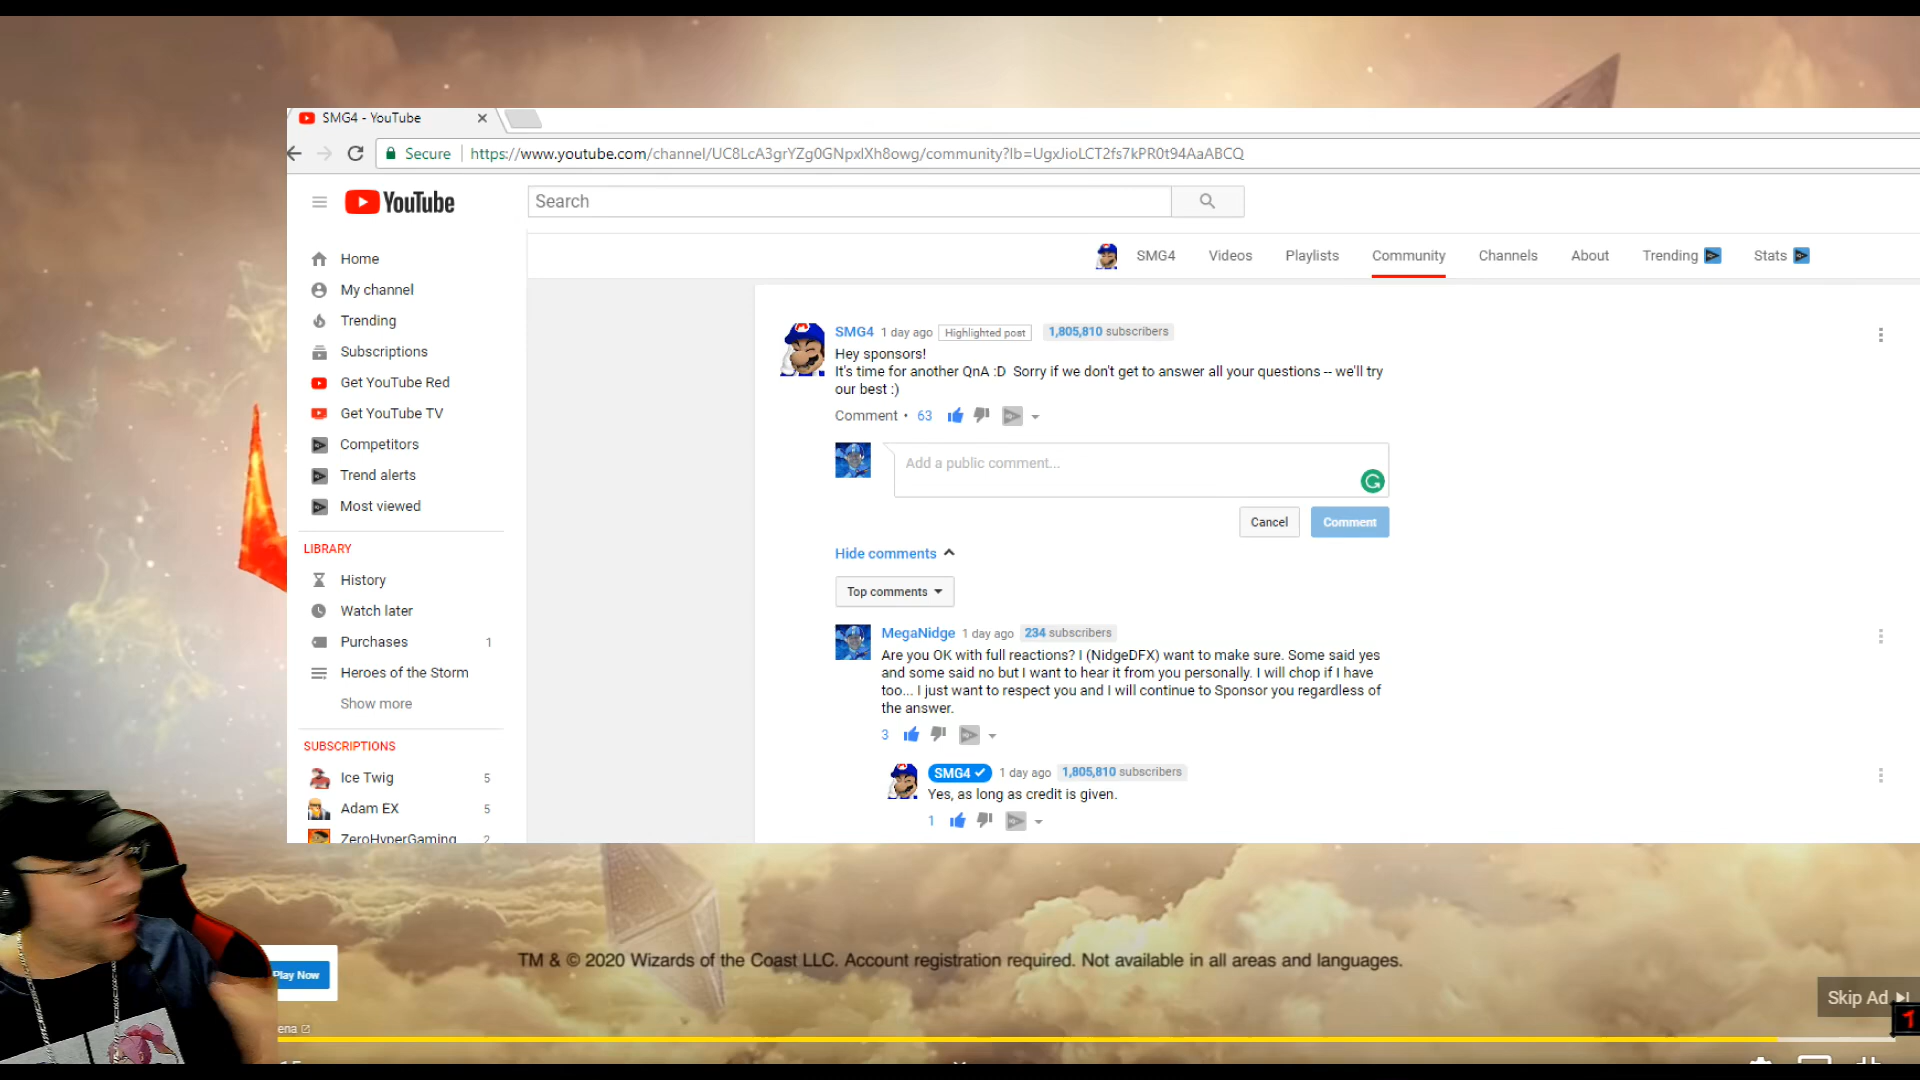 SMG4 - YouTube
Secure https://www.youtube.com/channel/UC8LcA3grYZg0GNpxlXh8owg/community?lb=UgxJioLCT2fs7kPR0t94AaABCQ
YouTube
Search
SMG4 Videos Playlists Community Channels About Trending Stats
Home
My channel
Trending
Subscriptions
Get YouTube Red
Get YouTube TV
Competitors
Trend alerts
Most viewed
LIBRARY
History
Watch later
Purchases 1
Heroes of the Storm
Show more
SUBSCRIPTIONS
Ice Twig 5
Adam EX 5
ZeroHyperGaming 2
SMG4 1 day ago Highlighted post 1,805,810 subscribers
Hey sponsors!
It's time for another QnA :D Sorry if we don't get to answer all your questions -- we'll try
our best :)
Comment • 63
Add a public comment...
Cancel Comment
Hide comments
Top comments
MegaNidge 1 day ago 234 subscribers
Are you OK with full reactions? I (NidgeDFX) want to make sure. Some said yes
and some said no but I want to hear it from you personally. I will chop if I have
too... I just want to respect you and I will continue to Sponsor you regardless of
the answer.
3
SMG4 1 day ago 1,805,810 subscribers
Yes, as long as credit is given.
1
TM & © 2020 Wizards of the Coast LLC. Account registration required. Not available in all areas and languages.
Play Now
Skip Ad
1
ena